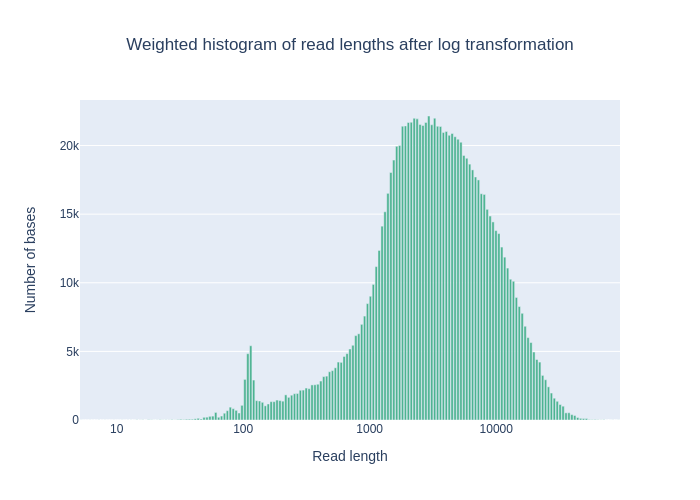 Weighted histogram of read lengths after log transformation
Number of bases
20k
15k
10k
5k
0
10 100 1000 10000
Read length